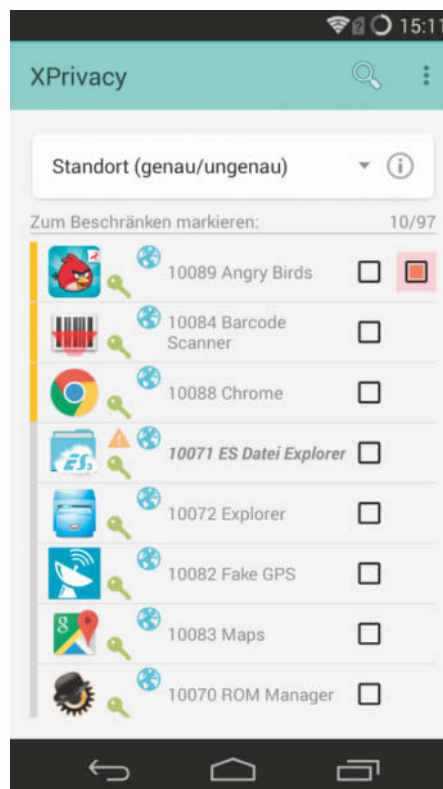 15:11
XPrivacy
Standort (genau/ungenau)
Zum Beschränken markieren: 10/97
10089 Angry Birds
10084 Barcode
Scanner
10088 Chrome
10071 ES Datei Explorer
10072 Explorer
10082 Fake GPS
10083 Maps
10070 ROM Manager